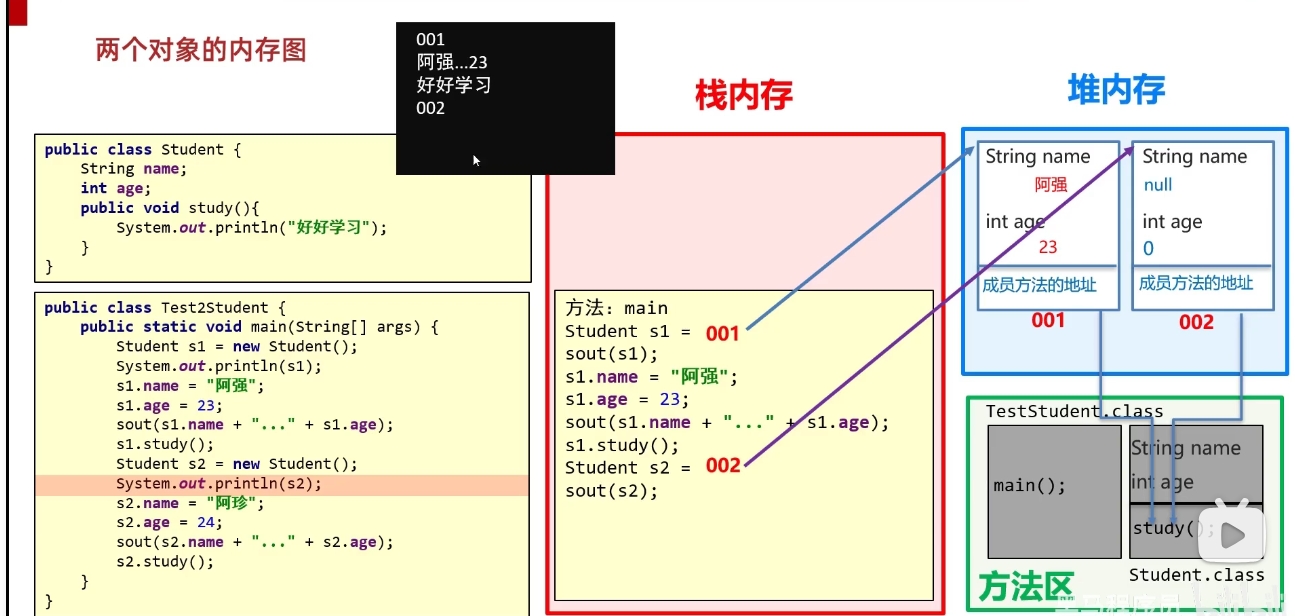 两个对象的内存图
001
阿强...23
好好学习
002
public class Student {
String name;
int age;
public void study(){
System.out.println("好好学习");
}
}
public class Test2Student {
public static void main(String[] args) {
Student s1 = new Student();
System.out.println(s1);
s1.name = "阿强";
s1.age = 23;
sout(s1.name + "..." + s1.age);
s1.study();
Student s2 = new Student();
System.out.println(s2);
s2.name = "阿珍";
s2.age = 24;
sout(s2.name + "..." + s2.age);
s2.study();
}
}
栈内存
方法: main
Student s1 = 001
sout(s1);
s1.name = "阿强";
s1.age = 23;
sout(s1.name + "..." + s1.age);
s1.study();
Student s2 = 002
sout(s2);
堆内存
String name
阿强
int age
23
成员方法的地址
001
String name
null
int age
0
成员方法的地址
002
TestStudent.class
main();
String name
int age
study();
Student.class
方法区